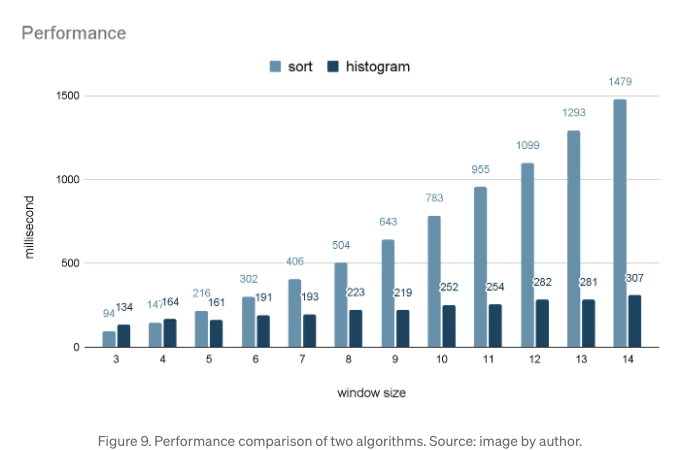 Performance
sort histogram
1500
1000
500
0
millisecond
94 134 147 164 216 161 302 191 406 193 504 223 643 219 783 252 955 254 1099 282 1293 281 1479 307
3 4 5 6 7 8 9 10 11 12 13 14
window size
Figure 9. Performance comparison of two algorithms. Source: image by author.